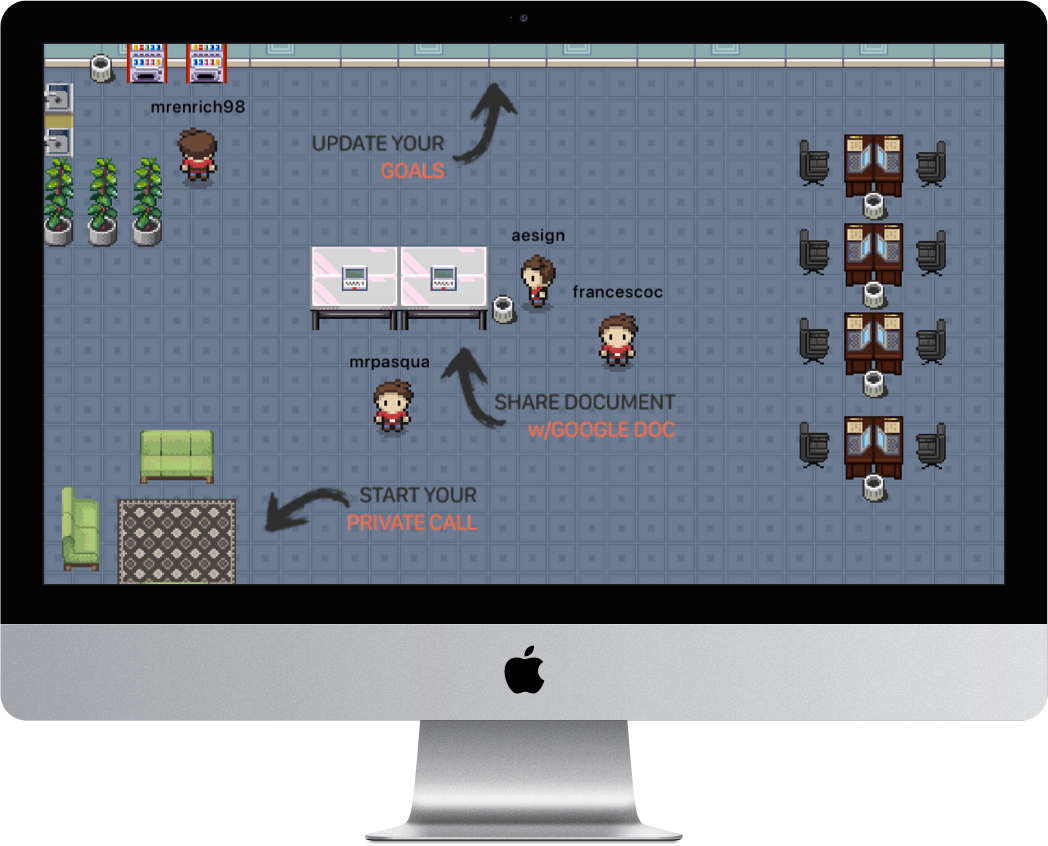 mrenrich98
UPDATE YOUR
GOALS
aesign
francescoc
mrpasqua
SHARE DOCUMENT
w/GOOGLE DOC
START YOUR
PRIVATE CALL